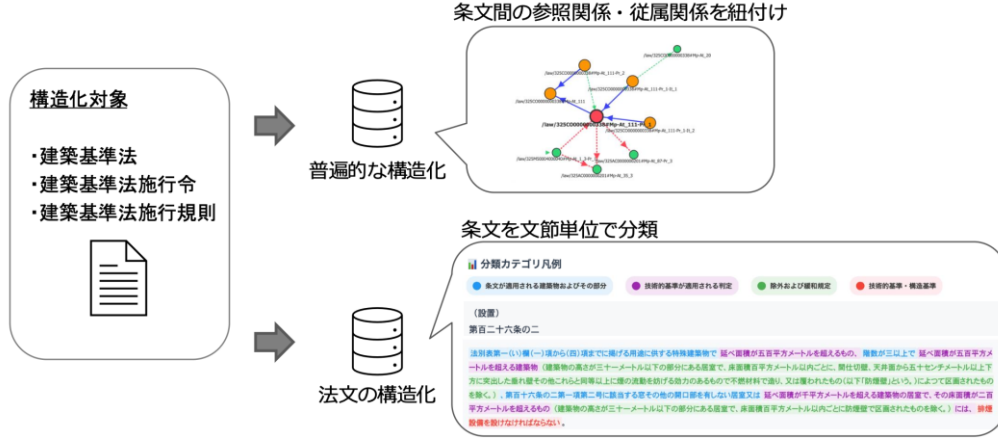 条文間の参照関係・従属関係を紐付け
構造化対象
・建築基準法
・建築基準法施行令
・建築基準法施行規則
普遍的な構造化
条文を文節単位で分類
分類カテゴリ凡例
条文が適用される建築物およびその部分
技術的基準が適用される判定
除外および緩和規定
技術的基準・構造基準
（設置）
第百二十六条の二
法別表第一(い)欄(一)項から(四)項までに掲げる用途に供する特殊建築物で 延べ面積が五百平方メートルを超えるもの、階数が三以上で 延べ面積が五百平方メ
ートルを超える建築物（建築物の高さが三十一メートル以下の部分にある居室で、床面積百平方メートル以内ごとに、間仕切壁、天井面から五十センチメートル以上下
方に突出した垂れ壁その他これらと同等以上に煙の流動を妨げる効力のあるもので不燃材料で造り、又は覆われたもの(以下「防煙壁」という。)によつて区画されたもの
を除く。）、第百十六条の二第一項第二号に該当する窓その他の開口部を有しない居室又は 延べ面積が千平方メートルを超える建築物の居室で、その床面積が二百
平方メートルを超えるもの（建築物の高さが三十一メートル以下の部分にある居室で、床面積百平方メートル以内ごとに防煙壁で区画されたものを除く。）には、排煙
設備を設けなければならない。
法文の構造化